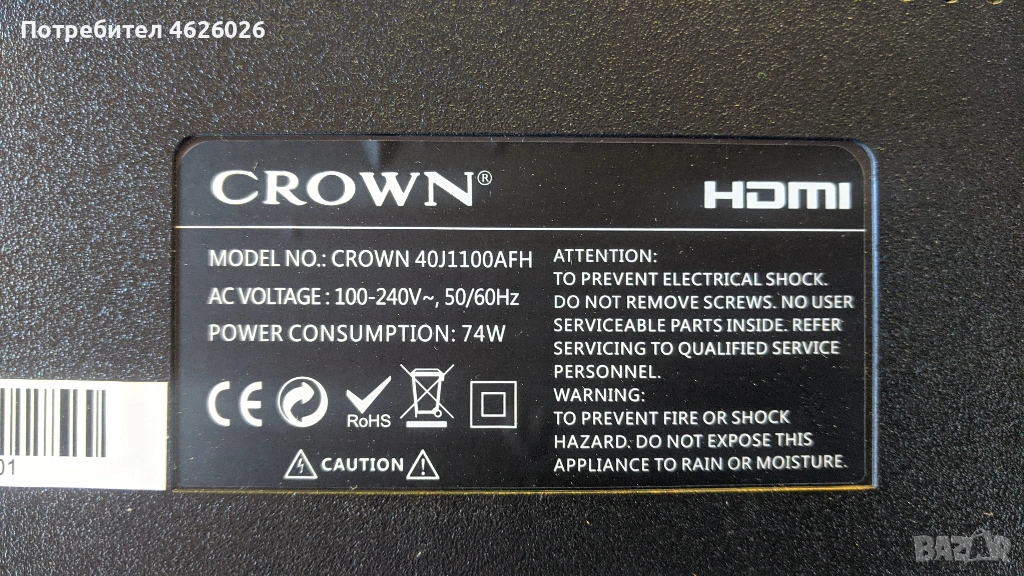 Потребител 4626026
CROWN®
HDMI
MODEL NO.: CROWN 40J1100AFH
AC VOLTAGE : 100-240V~, 50/60Hz
POWER CONSUMPTION: 74W
CE
RoHS
CAUTION
ATTENTION:
TO PREVENT ELECTRICAL SHOCK.
DO NOT REMOVE SCREWS. NO USER
SERVICEABLE PARTS INSIDE. REFER
SERVICING TO QUALIFIED SERVICE
PERSONNEL.
WARNING:
TO PREVENT FIRE OR SHOCK
HAZARD. DO NOT EXPOSE THIS
APPLIANCE TO RAIN OR MOISTURE.
01
BAZAR